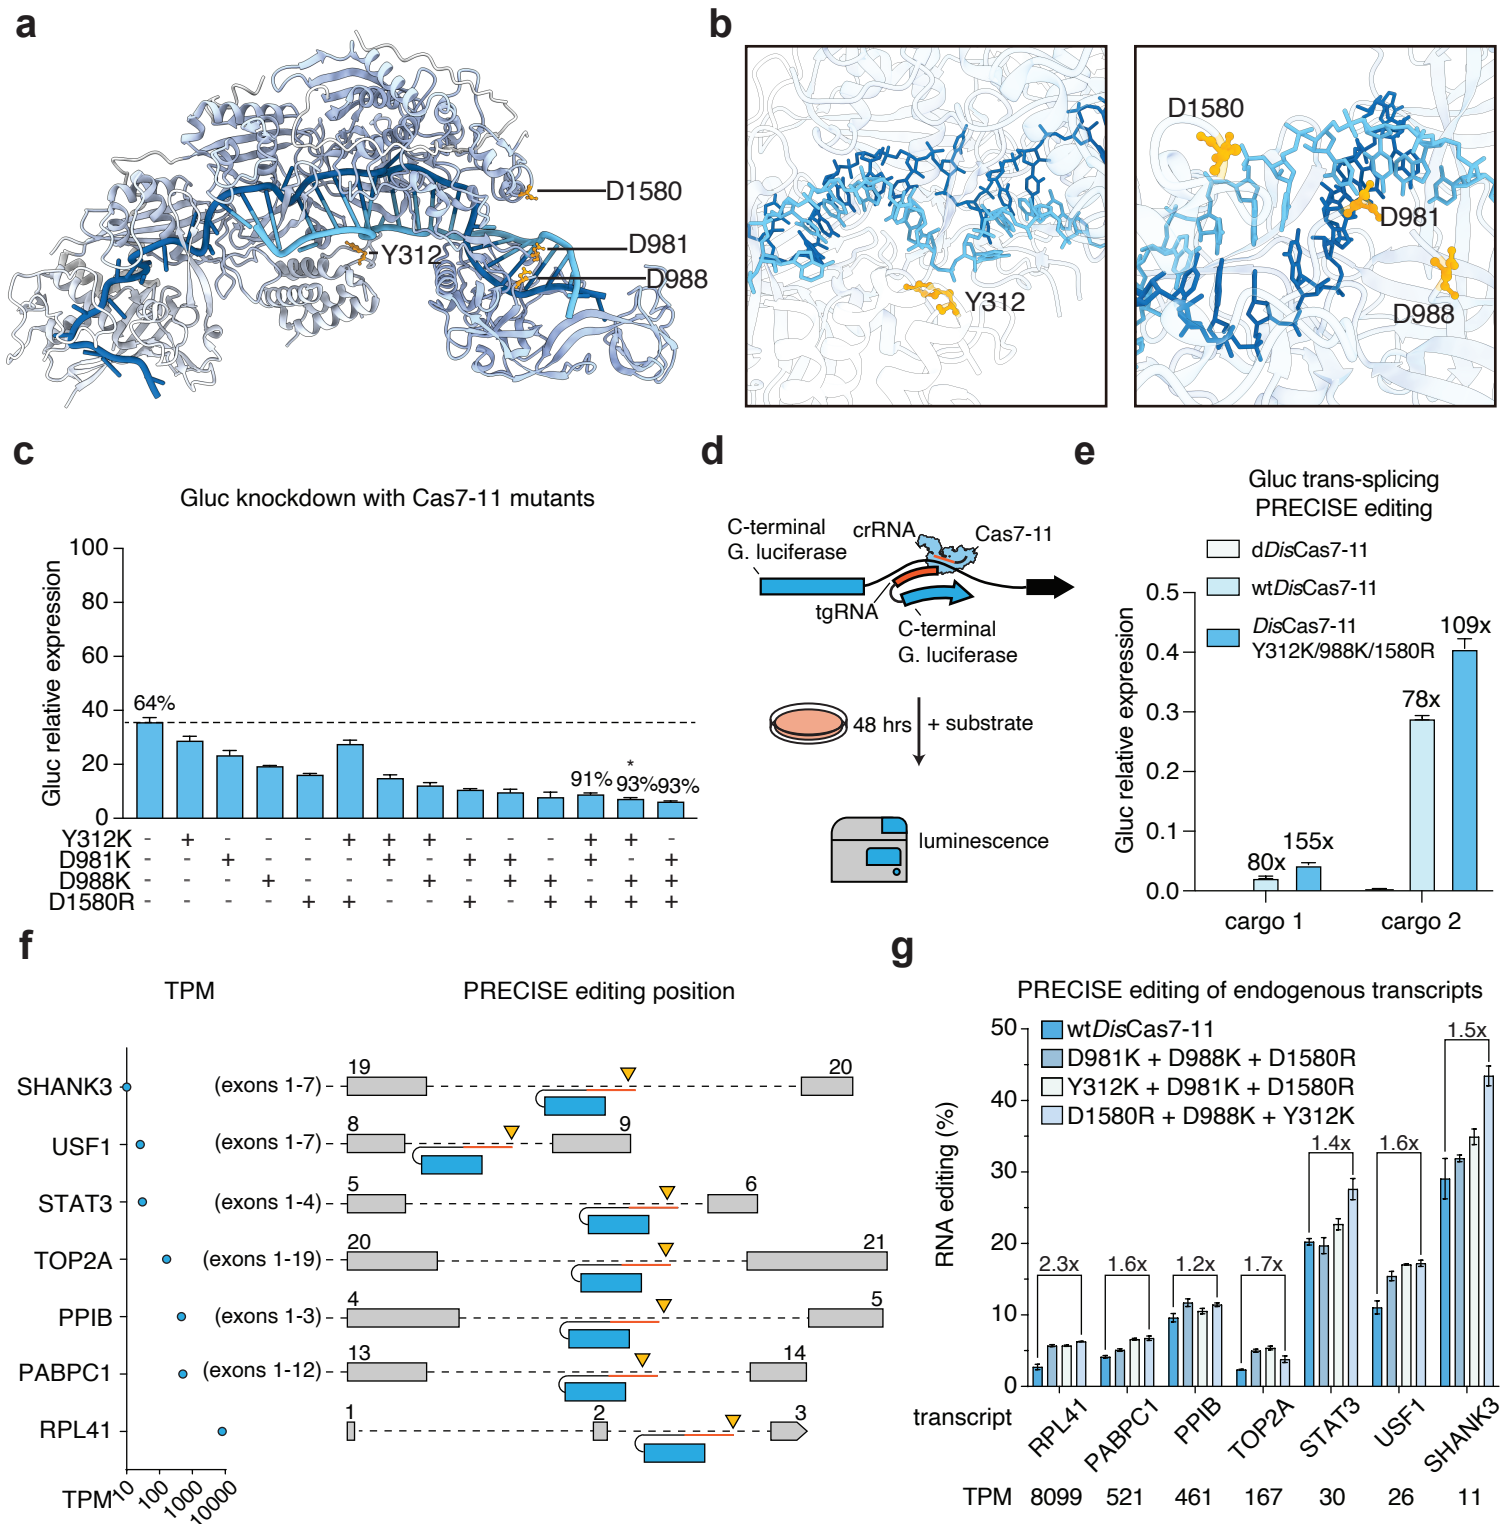 a
D1580
D981
Y312
D988
b
Y312
D1580
D981
D988
c
Gluc knockdown with Cas7-11 mutants
Gluc relative expression
100
80
60
40
20
0
64%
91%
*
93%
93%
Y312K - + - - - + + + - - - + + -
D981K - - + - - - + - + + - + - +
D988K - - - + - - - + - + + - + +
D1580R - - - - + + - - + - + + + +
d
C-terminal
G. luciferase
crRNA
Cas7-11
tgRNA
C-terminal
G. luciferase
48 hrs
+ substrate
luminescence
e
Gluc trans-splicing
PRECISE editing
dDisCas7-11
wtDisCas7-11
DisCas7-11
Y312K/988K/1580R
Gluc relative expression
0.5
0.4
0.3
0.2
0.1
0.0
80x
155x
78x
109x
cargo 1
cargo 2
f
TPM
PRECISE editing position
SHANK3 (exons 1-7) 19 20
USF1 (exons 1-7) 8 9
STAT3 (exons 1-4) 5 6
TOP2A (exons 1-19) 20 21
PPIB (exons 1-3) 4 5
PABPC1 (exons 1-12) 13 14
RPL41 1 2 3
TPM 10 100 1000 10000
g
PRECISE editing of endogenous transcripts
wtDisCas7-11
D981K + D988K + D1580R
Y312K + D981K + D1580R
D1580R + D988K + Y312K
RNA editing (%)
50
40
30
20
10
0
2.3x
1.6x
1.2x
1.7x
1.4x
1.6x
1.5x
transcript RPL41 PABPC1 PPIB TOP2A STAT3 USF1 SHANK3
TPM 8099 521 461 167 30 26 11